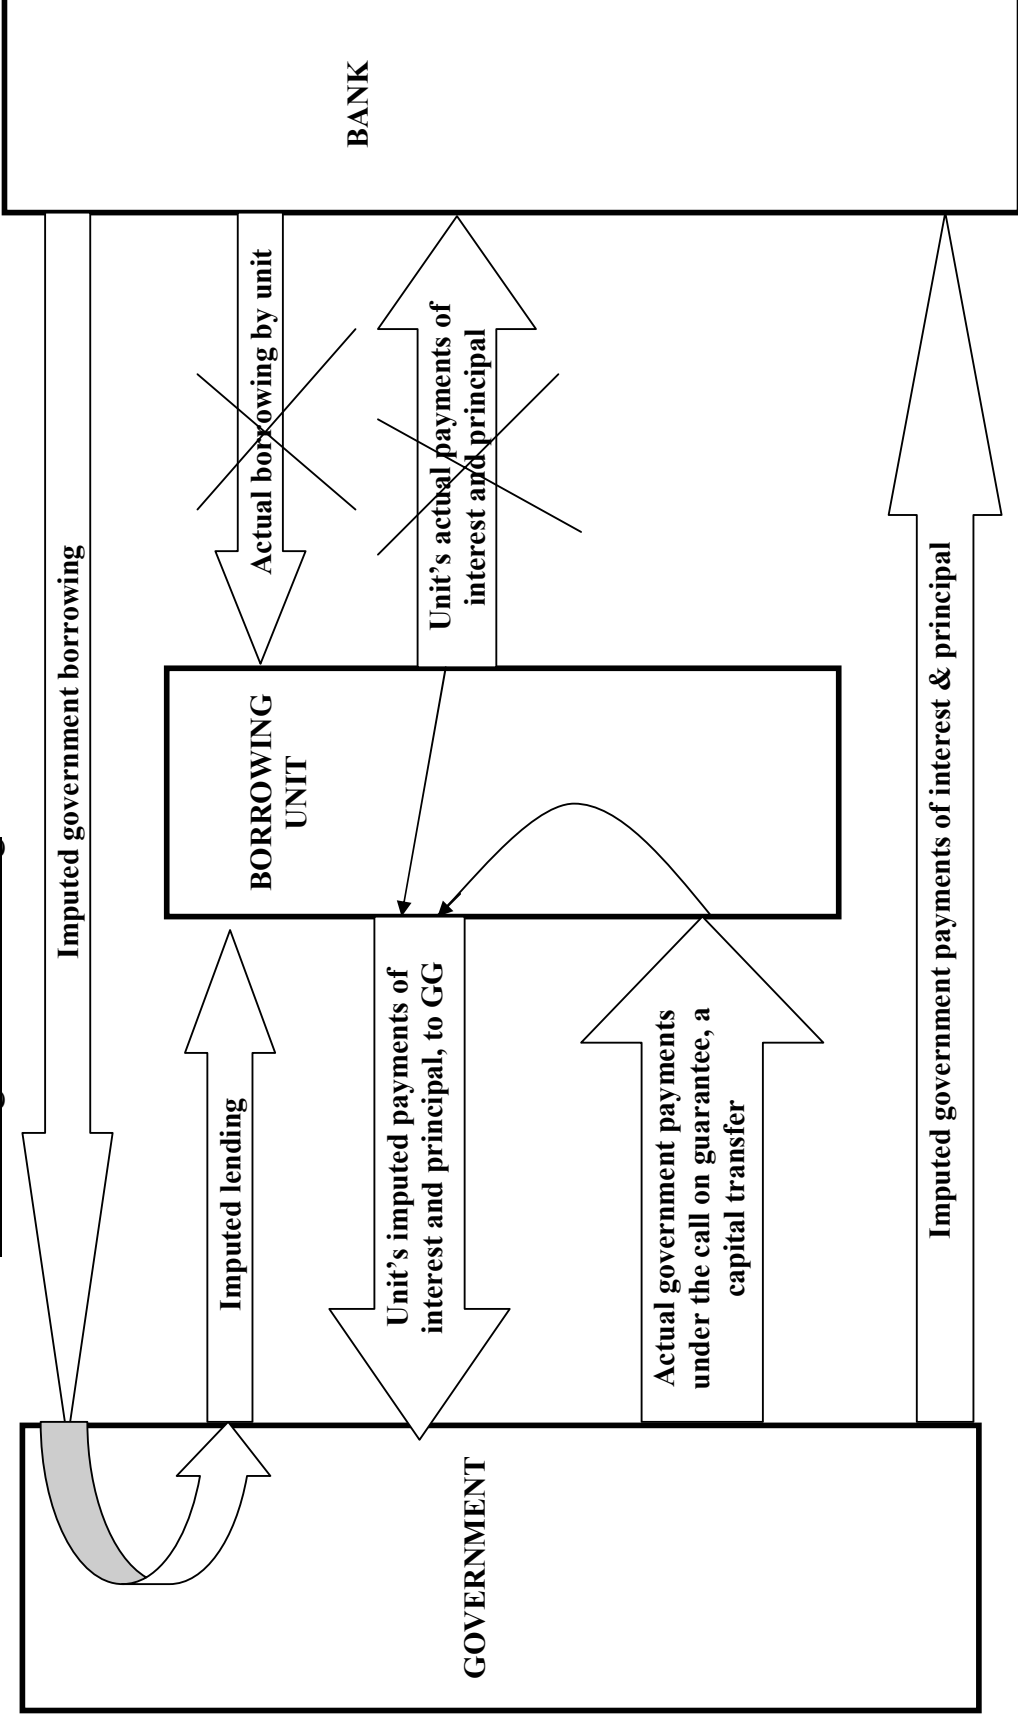 Imputed government borrowing
Actual borrowing by unit
BANK
Unit’s actual payments of
interest and principal
BORROWING
UNIT
Imputed lending
Unit’s imputed payments of
interest and principal, to GG
GOVERNMENT
Actual government payments
under the call on guarantee, a
capital transfer
Imputed government payments of interest & principal